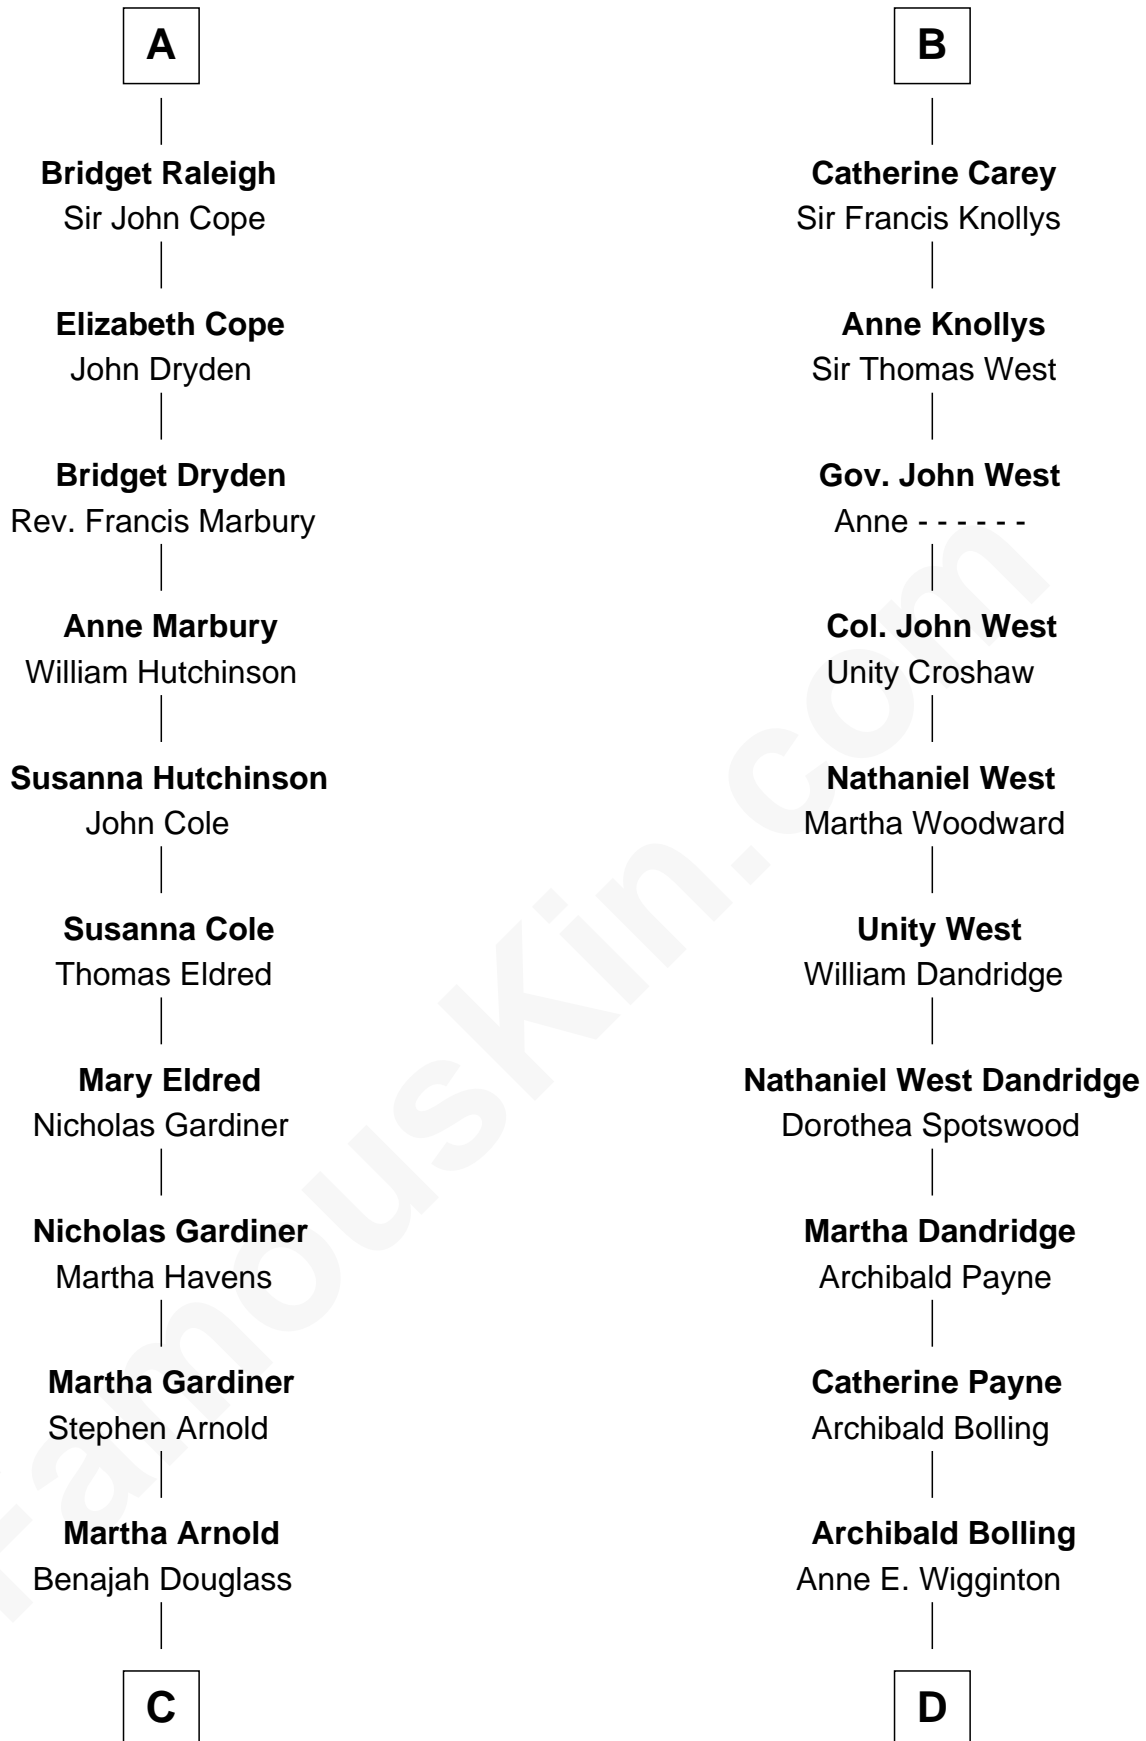 A
Bridget Raleigh
Sir John Cope
Elizabeth Cope
John Dryden
Bridget Dryden
Rev. Francis Marbury
Anne Marbury
William Hutchinson
Susanna Hutchinson
John Cole
Susanna Cole
Thomas Eldred
Mary Eldred
Nicholas Gardiner
Nicholas Gardiner
Martha Havens
Martha Gardiner
Stephen Arnold
Martha Arnold
Benajah Douglass
C
B
Catherine Carey
Sir Francis Knollys
Anne Knollys
Sir Thomas West
Gov. John West
Anne - - - - - -
Col. John West
Unity Croshaw
Nathaniel West
Martha Woodward
Unity West
William Dandridge
Nathaniel West Dandridge
Dorothea Spotswood
Martha Dandridge
Archibald Payne
Catherine Payne
Archibald Bolling
Archibald Bolling
Anne E. Wigginton
D
FamousKin.com